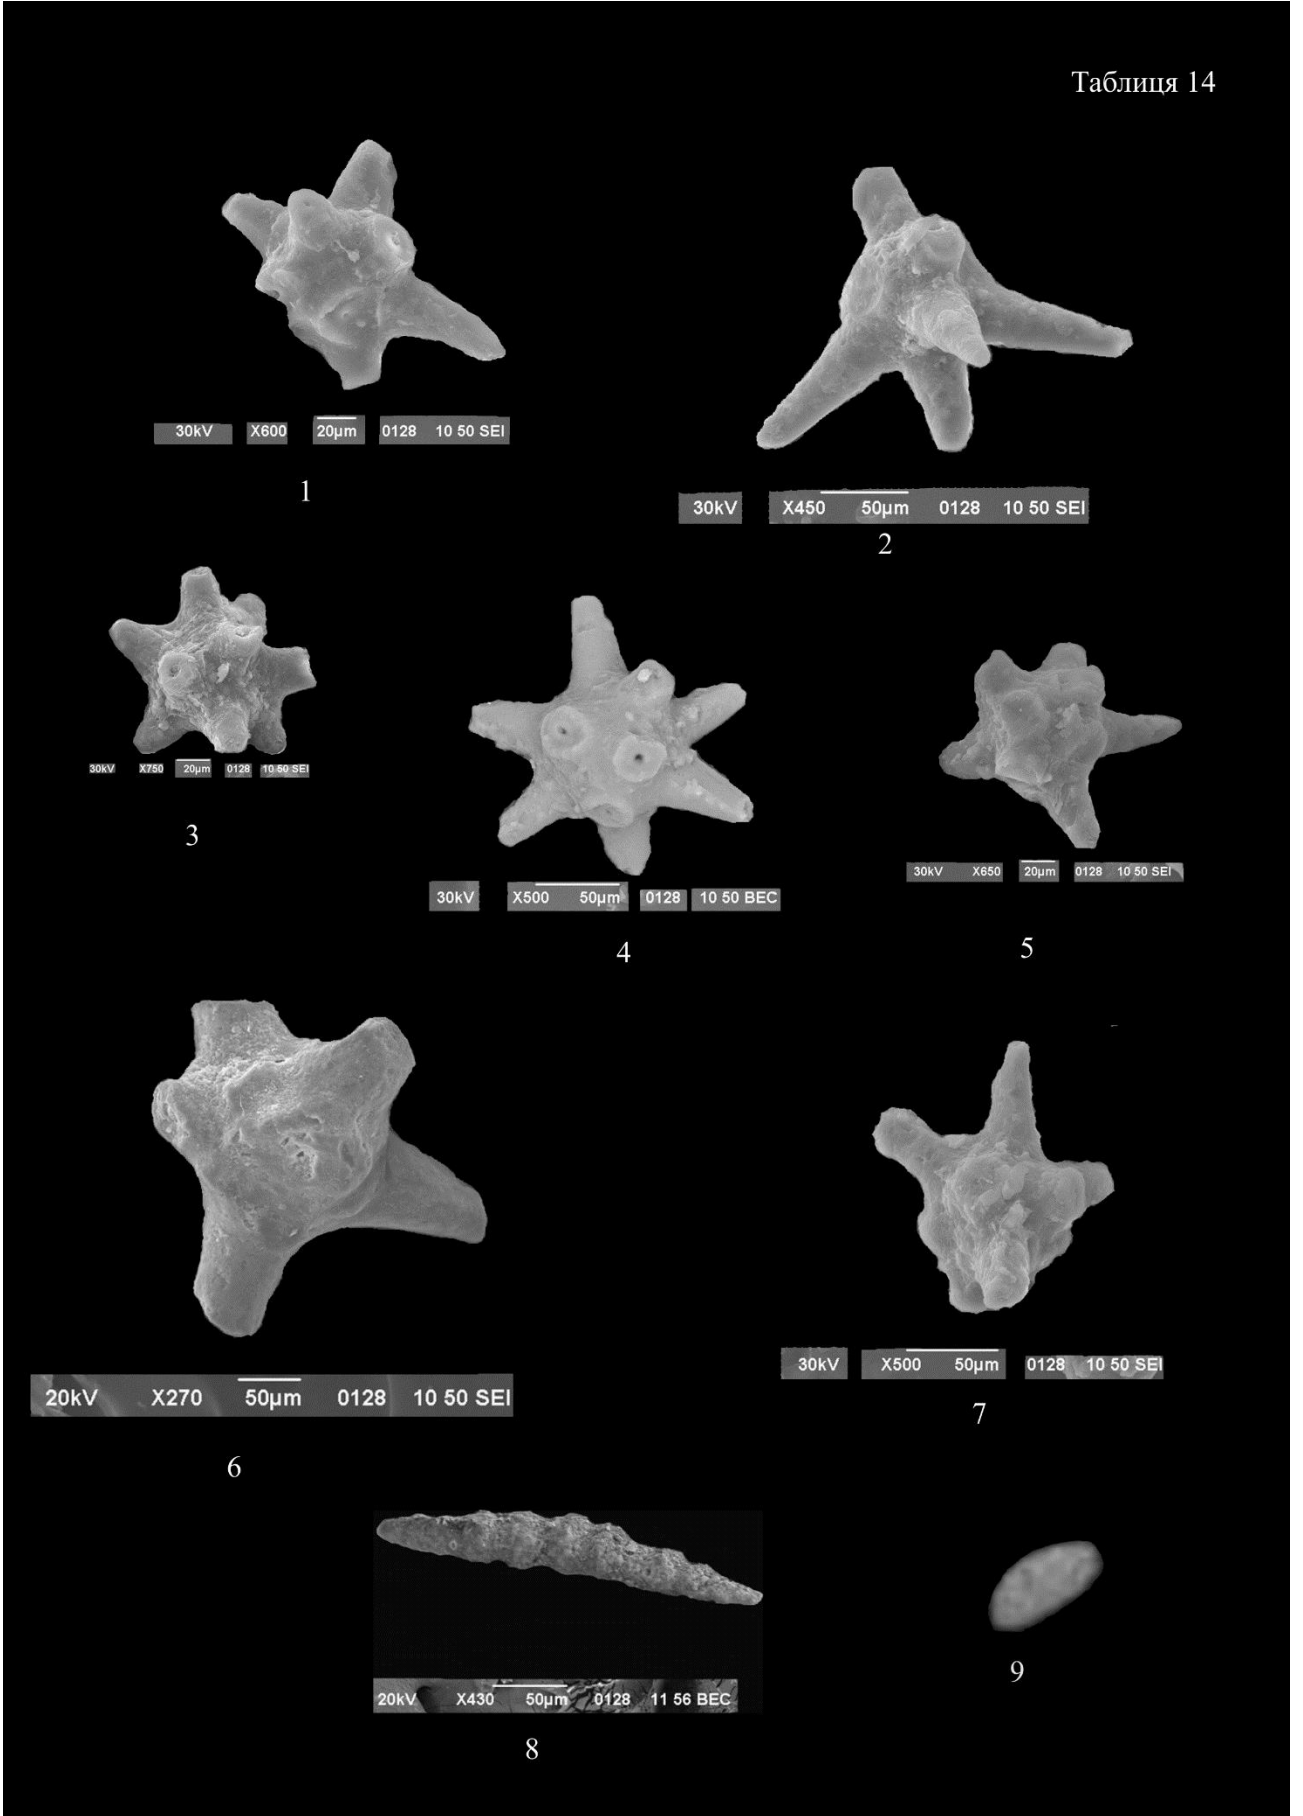 Таблиця 14
30kV X600 20µm 0128 10 50 SEI
1
30kV X450 50µm 0128 10 50 SEI
2
30kV X750 20µm 0128 10 50 SEI
3
30kV X500 50µm 0128 10 50 BEC
4
30kV X650 20µm 0128 10 50 SEI
5
20kV X270 50µm 0128 10 50 SEI
6
30kV X500 50µm 0128 10 50 SEI
7
20kV X430 50µm 0128 11 56 BEC
8
9